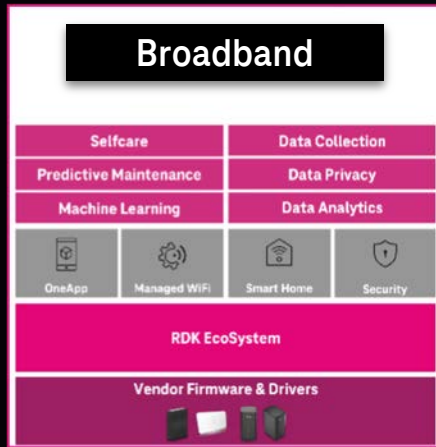 Broadband
Selfcare
Data Collection
Predictive Maintenance
Data Privacy
Machine Learning
Data Analytics
OneApp
Managed WiFi
Smart Home
Security
RDK EcoSystem
Vendor Firmware & Drivers